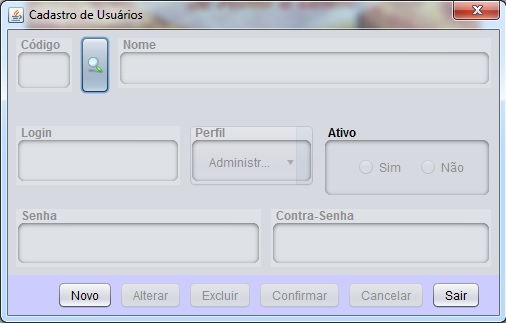 Cadastro de Usuários
Código Nome
Login Perfil Ativo
Administr... Sim Não
Senha Contra-Senha
Novo Alterar Excluir Confirmar Cancelar Sair